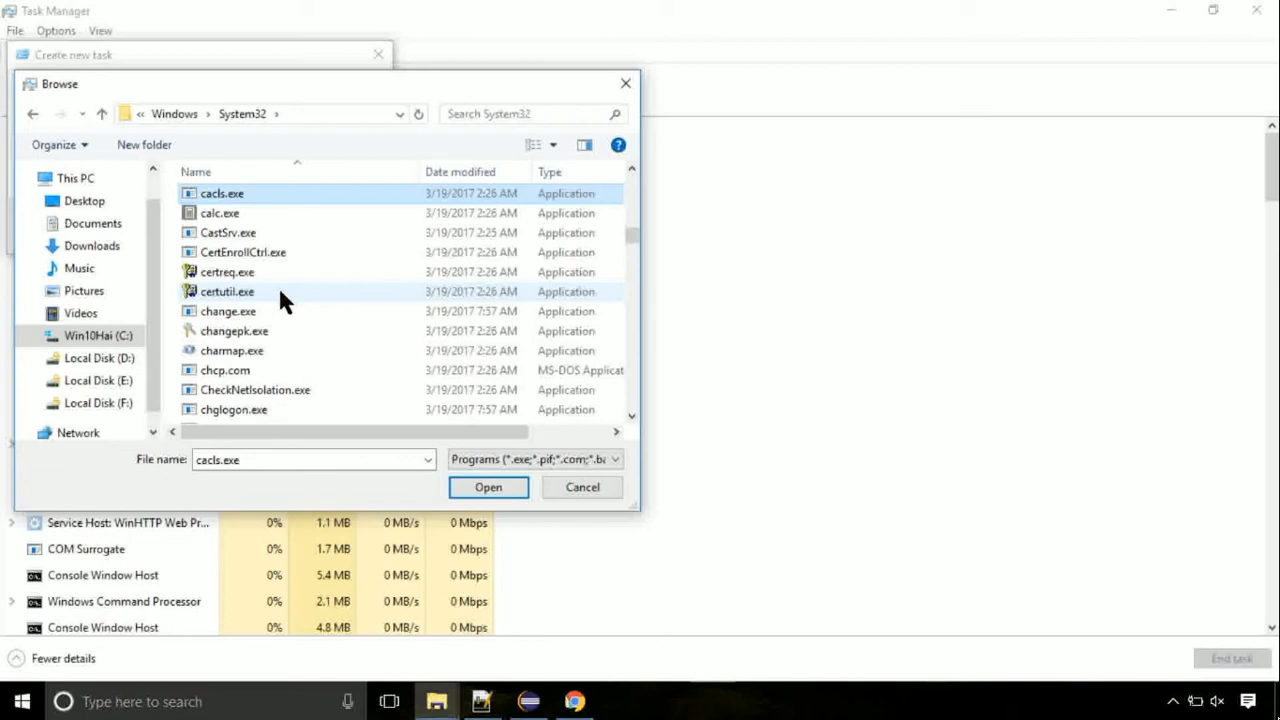 Task Manager
File Options View
Create new task
Browse
« Windows › System32 ›
Search System32
Organize New folder
Name Date modified Type
This PC
Desktop
Documents
Downloads
Music
Pictures
Videos
Win10Hai (C:)
Local Disk (D:)
Local Disk (E:)
Local Disk (F:)
Network
cacls.exe 3/19/2017 2:26 AM Application
calc.exe 3/19/2017 2:26 AM Application
CastSrv.exe 3/19/2017 2:25 AM Application
CertEnrollCtrl.exe 3/19/2017 2:26 AM Application
certreq.exe 3/19/2017 2:26 AM Application
certutil.exe 3/19/2017 2:26 AM Application
change.exe 3/19/2017 7:57 AM Application
changepk.exe 3/19/2017 2:26 AM Application
charmap.exe 3/19/2017 2:26 AM Application
chcp.com 3/19/2017 2:26 AM MS-DOS Applicat
CheckNetIsolation.exe 3/19/2017 2:26 AM Application
chglogon.exe 3/19/2017 7:57 AM Application
File name: cacls.exe Programs (*.exe;*.pif;*.com;*.ba
Open Cancel
Service Host: WinHTTP Web Pr... 0% 1.1 MB 0 MB/s 0 Mbps
COM Surrogate 0% 1.7 MB 0 MB/s 0 Mbps
Console Window Host 0% 5.4 MB 0 MB/s 0 Mbps
Windows Command Processor 0% 2.1 MB 0 MB/s 0 Mbps
Console Window Host 0% 4.8 MB 0 MB/s 0 Mbps
Fewer details
End task
Type here to search